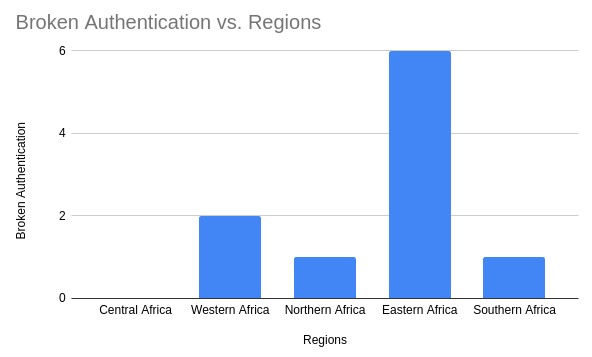 Broken Authentication vs. Regions
6
4
2
0
Broken Authentication
Central Africa
Western Africa
Northern Africa
Eastern Africa
Southern Africa
Regions